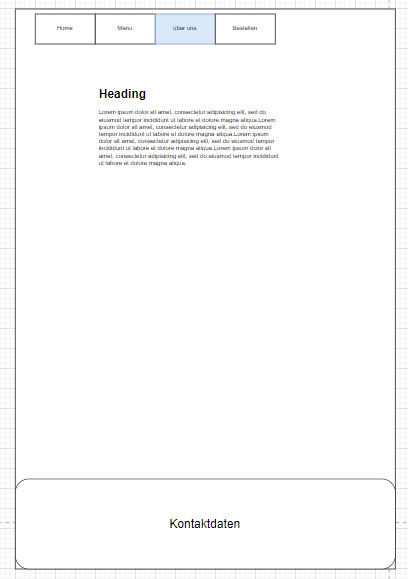 Home
Menu
über uns
Bestellen
Heading
Lorem ipsum dolor sit amet, consectetur adipisicing elit, sed do
eiusmod tempor incididunt ut labore et dolore magna aliqua.Lorem
ipsum dolor sit amet, consectetur adipisicing elit, sed do eiusmod
tempor incididunt ut labore et dolore magna aliqua.Lorem ipsum
dolor sit amet, consectetur adipisicing elit, sed do eiusmod tempor
incididunt ut labore et dolore magna aliqua.Lorem ipsum dolor sit
amet, consectetur adipisicing elit, sed do eiusmod tempor incididunt
ut labore et dolore magna aliqua.
Kontaktdaten